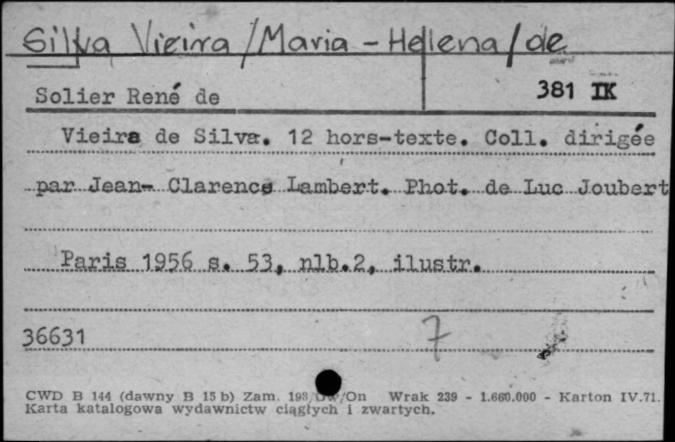 Silva Vieira /Maria - Helena/ de
Solier René de
381 IK
Vieira de Silva. 12 hors-texte. Coll. dirigée
par Jean- Clarence Lambert. Phot. de Luc Joubert
Paris 1956 s. 53, nlb.2, ilustr.
36631
7
CWD B 144 (dawny B 15 b) Zam. /On Wrak 239 - 1.660.000 - Karton IV.71.
Karta katalogowa wydawnictw ciągłych i zwartych.